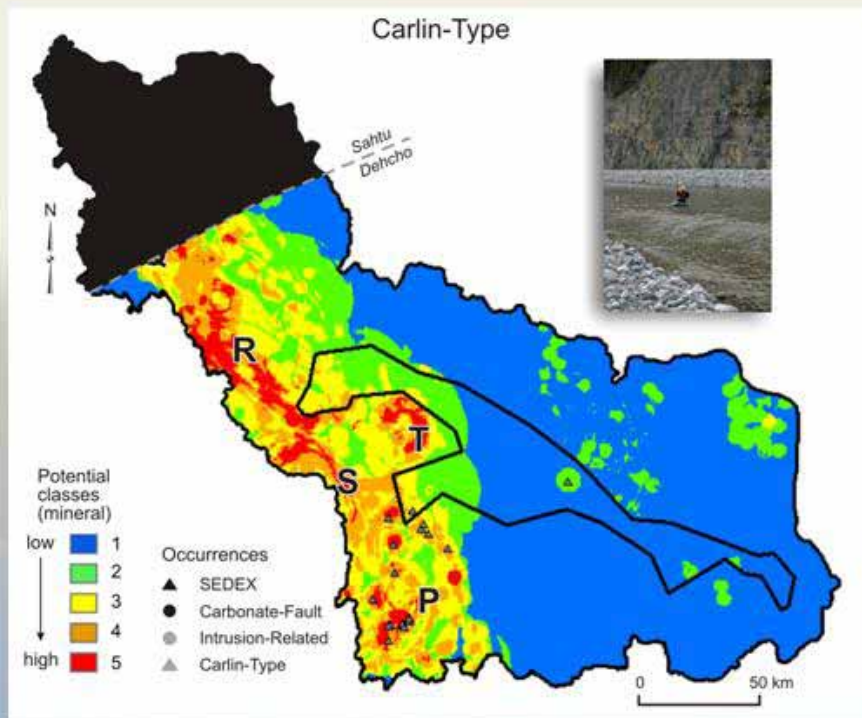 Carlin-Type
Sahtu
Dehcho
N
R
T
S
P
Potential
classes
(mineral)
low
high
1
2
3
4
5
Occurrences
SEDEX
Carbonate-Fault
Intrusion-Related
Carlin-Type
0 50 km